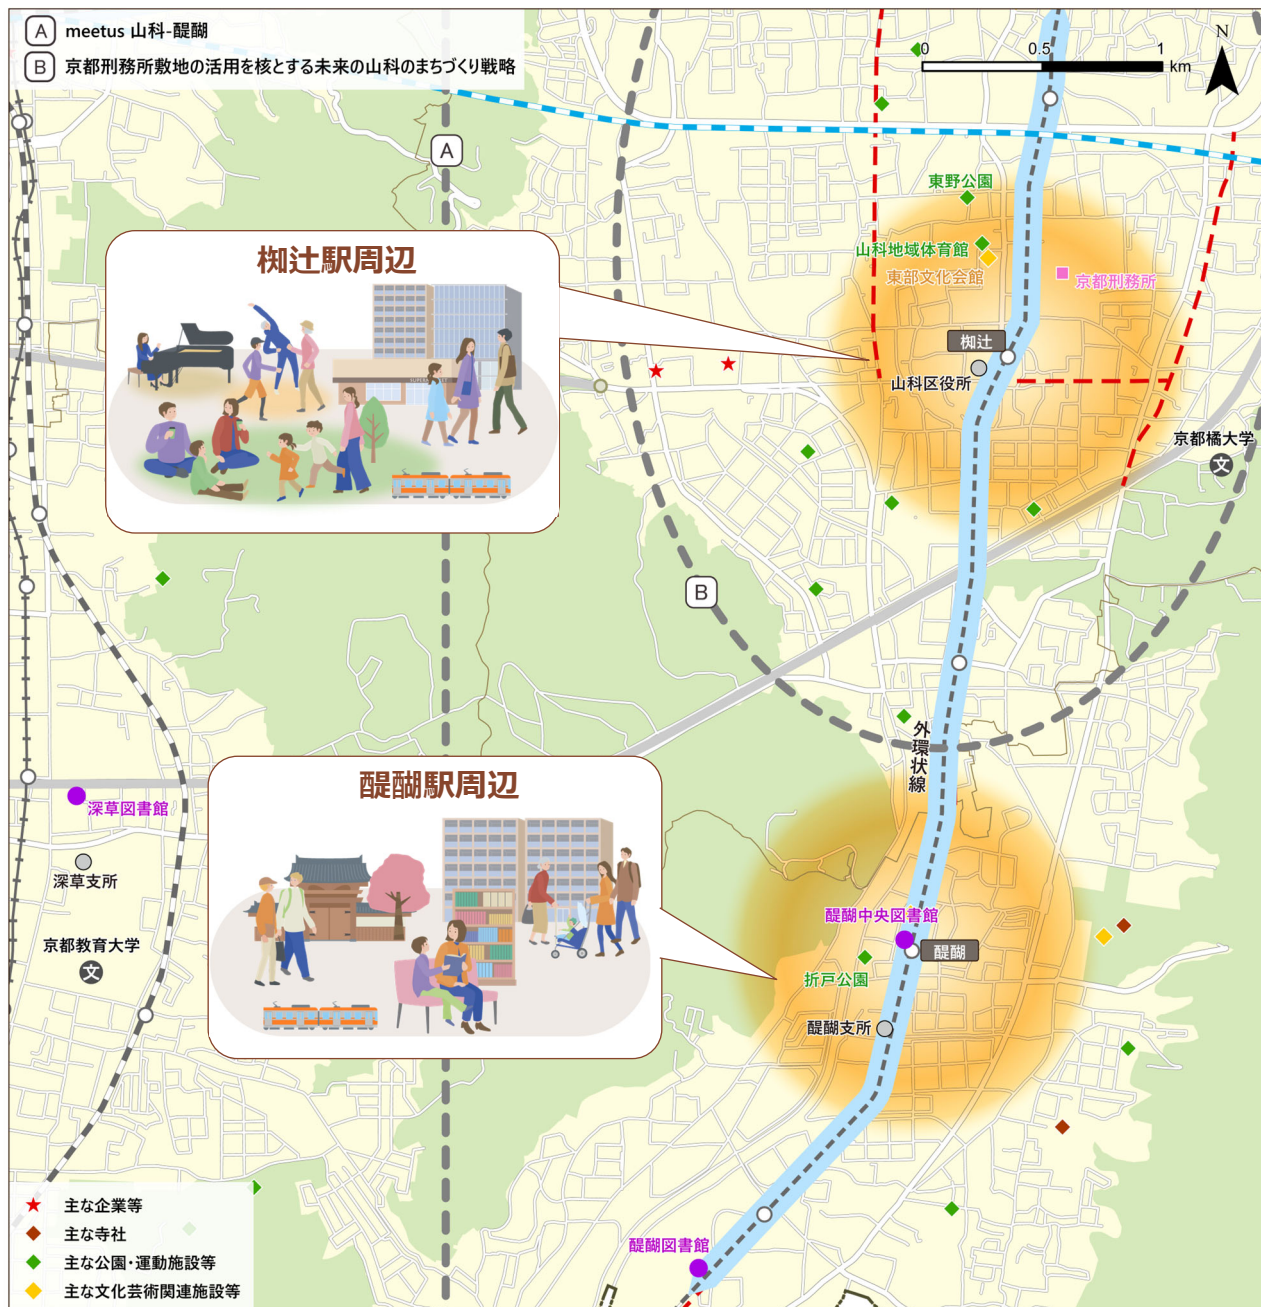 A meetus 山科-醍醐
B 京都刑務所敷地の活用を核とする未来の山科のまちづくり戦略
0 0.5 1
km
N
A
東野公園
山科地域体育館
東部文化会館
京都刑務所
椥辻駅周辺
椥辻
山科区役所
京都橘大学
文
B
外環状線
醍醐駅周辺
深草図書館
深草支所
京都教育大学
文
醍醐中央図書館
醍醐
折戸公園
醍醐支所
醍醐図書館
主な企業等
主な寺社
主な公園・運動施設等
主な文化芸術関連施設等